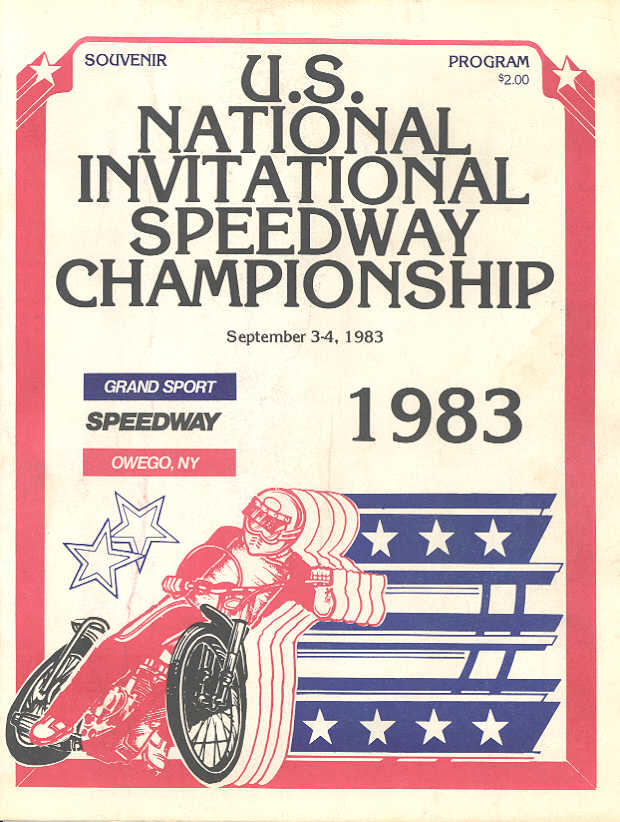 SOUVENIR
PROGRAM
$2.00
U.S.
NATIONAL
INVITATIONAL
SPEEDWAY
CHAMPIONSHIP
September 3-4, 1983
GRAND SPORT
SPEEDWAY
OWEGO, NY
1983